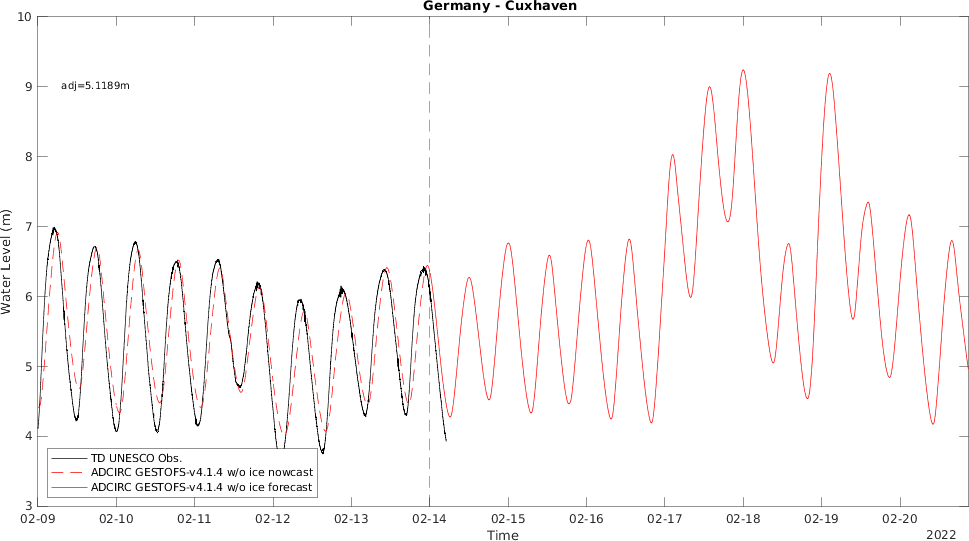 Germany - Cuxhaven
10
9
8
7
6
5
4
3
Water Level (m)
adj=5.1189m
TD UNESCO Obs.
ADCIRC GESTOFS-v4.1.4 w/o ice nowcast
ADCIRC GESTOFS-v4.1.4 w/o ice forecast
02-09 02-10 02-11 02-12 02-13 02-14 02-15 02-16 02-17 02-18 02-19 02-20
Time
2022